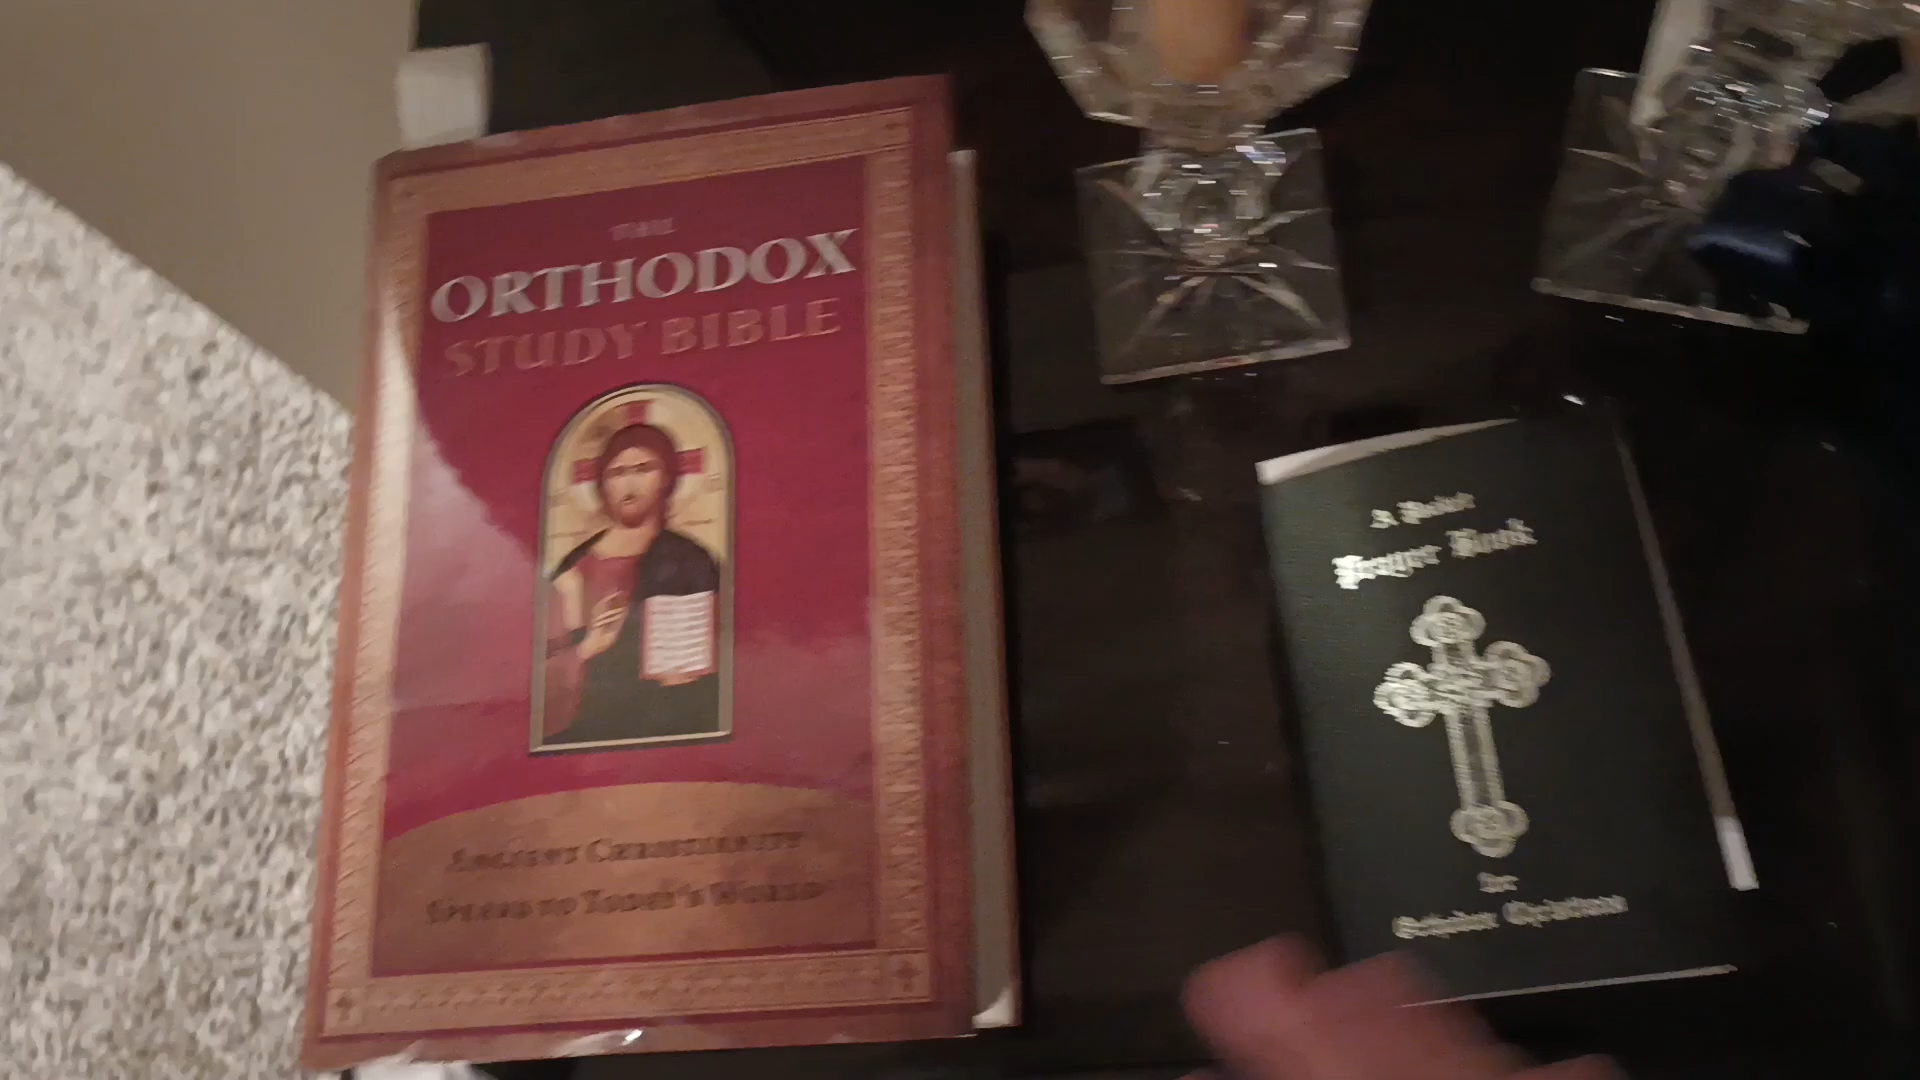 THE
ORTHODOX
STUDY BIBLE
ANCIENT CHRISTIANITY
SPEAKS TO TODAY'S WORLD
A Pocket
Prayer Book
for
Orthodox Christians